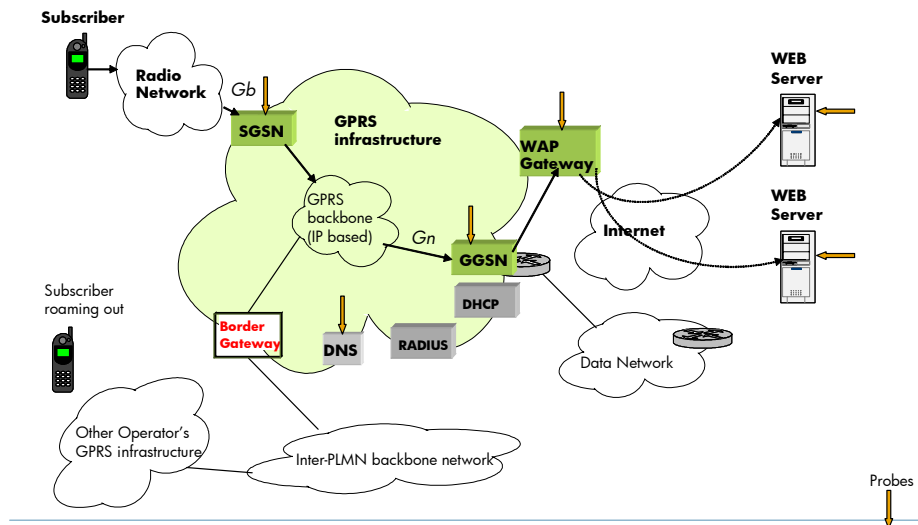 Subscriber
Radio
Network
Gb
SGSN
GPRS
infrastructure
WAP
Gateway
WEB
Server
GPRS
backbone
(IP based)
Gn
GGSN
Internet
WEB
Server
DHCP
Subscriber
roaming out
Border
Gateway
DNS
RADIUS
Data Network
Other Operator's
GPRS infrastructure
Inter-PLMN backbone network
Probes